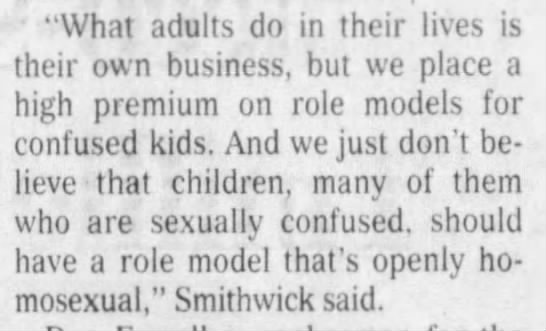 "What adults do in their lives is
their own business, but we place a
high premium on role models for
confused kids. And we just don't be-
lieve that children, many of them
who are sexually confused, should
have a role model that's openly ho-
mosexual," Smithwick said.